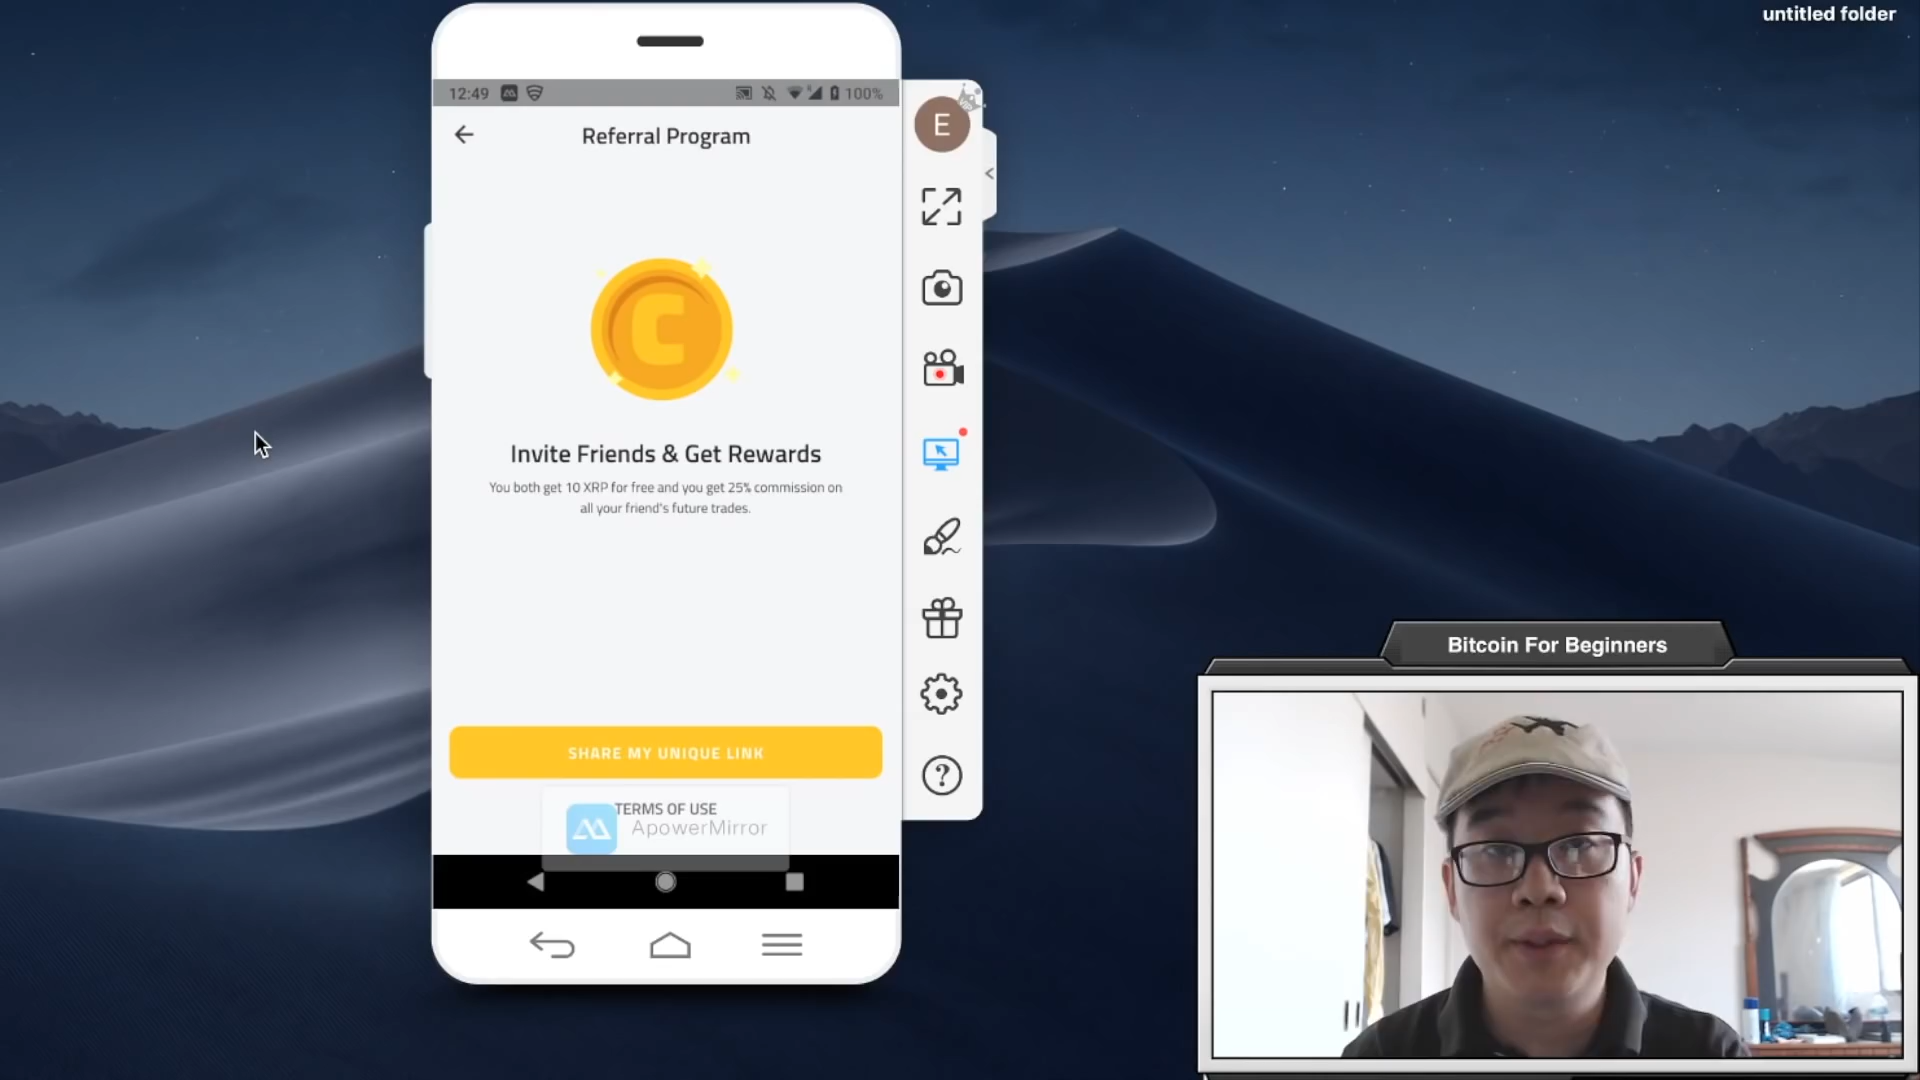 untitled folder
12:49
100%
Referral Program
E
C
Invite Friends & Get Rewards
You both get 10 XRP for free and you get 25% commission on
all your friend's future trades.
SHARE MY UNIQUE LINK
TERMS OF USE
ApowerMirror
Bitcoin For Beginners